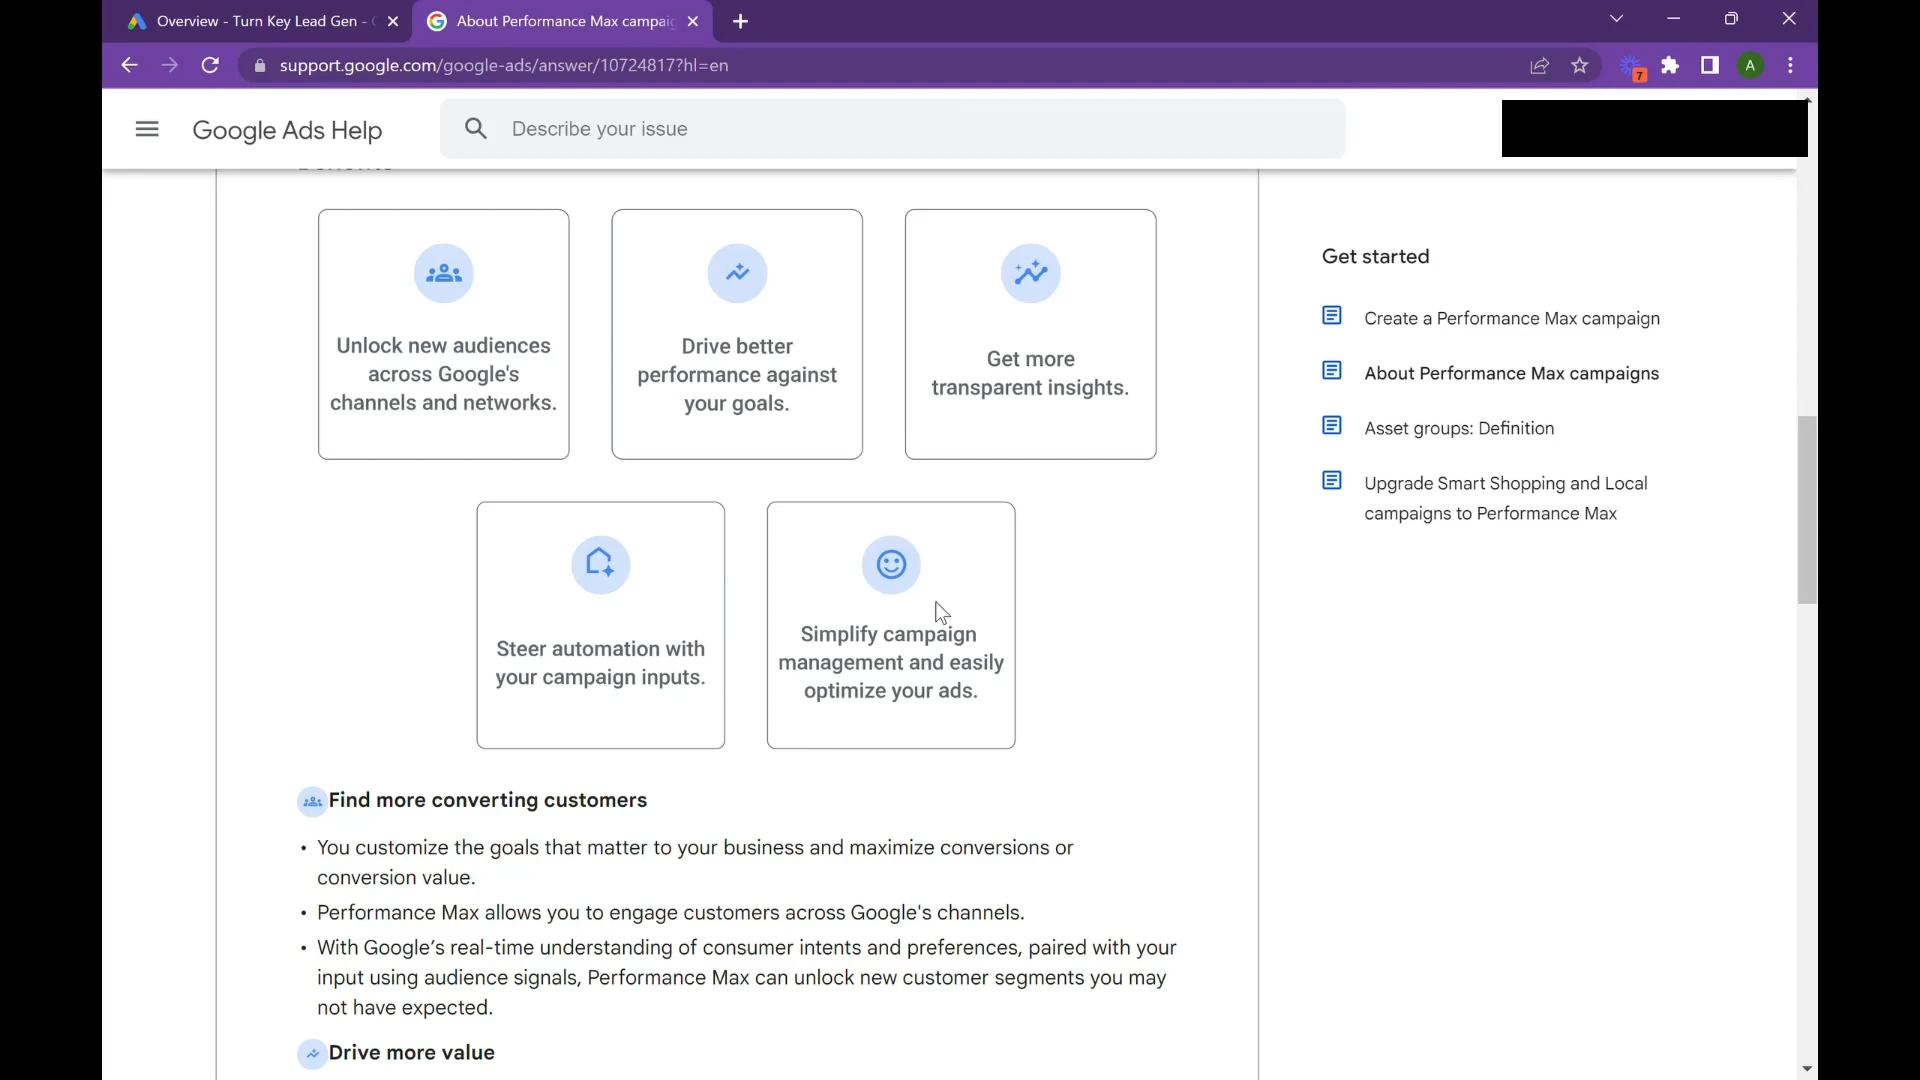 Overview - Turn Key Lead Gen -
About Performance Max campaig
support.google.com/google-ads/answer/10724817?hl=en
7
A
Google Ads Help
Describe your issue
Benefits
Unlock new audiences
across Google's
channels and networks.
Drive better
performance against
your goals.
Get more
transparent insights.
Steer automation with
your campaign inputs.
Simplify campaign
management and easily
optimize your ads.
Find more converting customers
• You customize the goals that matter to your business and maximize conversions or
conversion value.
• Performance Max allows you to engage customers across Google's channels.
• With Google’s real-time understanding of consumer intents and preferences, paired with your
input using audience signals, Performance Max can unlock new customer segments you may
not have expected.
Drive more value
Get started
Create a Performance Max campaign
About Performance Max campaigns
Asset groups: Definition
Upgrade Smart Shopping and Local
campaigns to Performance Max